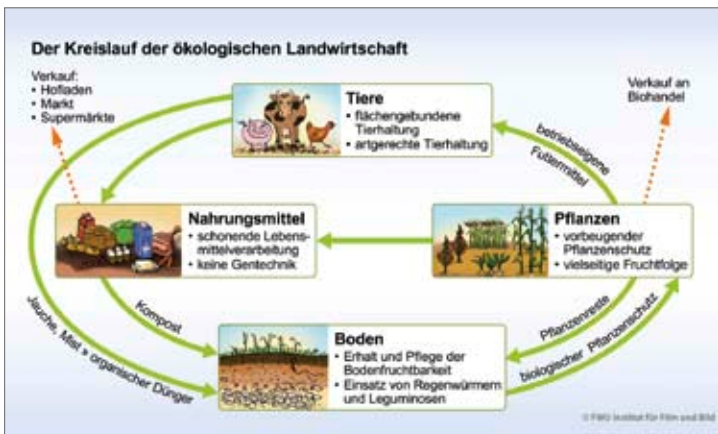 Der Kreislauf der ökologischen Landwirtschaft
Verkauf:
• Hofladen
• Markt
• Supermärkte
Tiere
• flächengebundene
Tierhaltung
• artgerechte Tierhaltung
Verkauf an
Biohandel
betriebseigene
Futtermittel
Nahrungsmittel
• schonende Lebens-
mittelverarbeitung
• keine Gentechnik
Pflanzen
• vorbeugender
Pflanzenschutz
• vielseitige Fruchtfolge
Jauche, Mist > organischer Dünger
Kompost
Boden
• Erhalt und Pflege der
Bodenfruchtbarkeit
• Einsatz von Regenwürmern
und Leguminosen
Pflanzenreste
biologischer Pflanzenschutz
© FWU Institut für Film und Bild